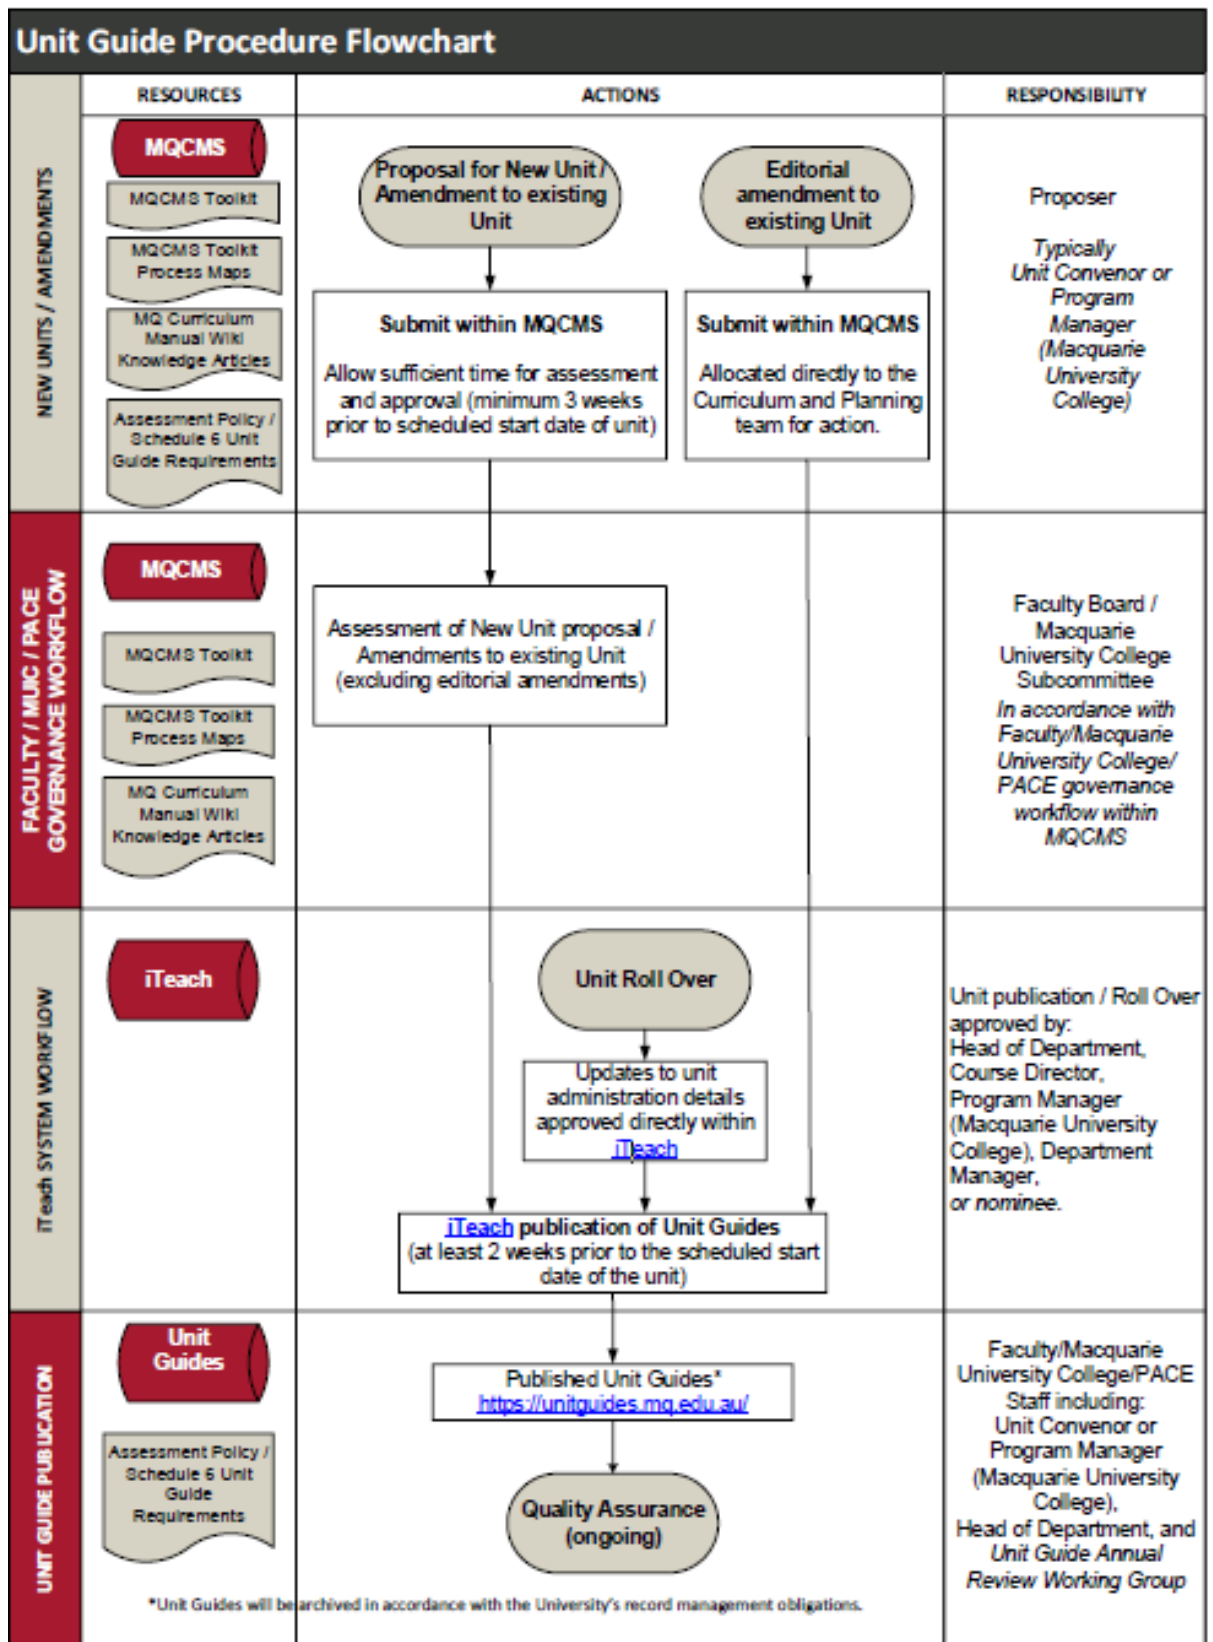 Unit Guide Procedure Flowchart
RESOURCES
ACTIONS
RESPONSIBILITY
NEW UNITS / AMENDMENTS
MQCMS
MQCMS Toolkit
MQCMS Toolkit
Process Maps
MQ Curriculum
Manual Wiki
Knowledge Articles
Assessment Policy /
Schedule 6 Unit
Guide Requirements
Proposal for New Unit /
Amendment to existing
Unit
Editorial
amendment to
existing Unit
Submit within MQCMS
Allow sufficient time for assessment
and approval (minimum 3 weeks
prior to scheduled start date of unit)
Submit within MQCMS
Allocated directly to the
Curriculum and Planning
team for action.
Proposer
Typically
Unit Convenor or
Program
Manager
(Macquarie
University
College)
FACULTY / MUIC / PACE
GOVERNANCE WORKFLOW
MQCMS
MQCMS Toolkit
MQCMS Toolkit
Process Maps
MQ Curriculum
Manual Wiki
Knowledge Articles
Assessment of New Unit proposal /
Amendments to existing Unit
(excluding editorial amendments)
Faculty Board /
Macquarie
University College
Subcommittee
In accordance with
Faculty/Macquarie
University College/
PACE governance
workflow within
MQCMS
iTeach SYSTEM WORKFLOW
iTeach
Unit Roll Over
Updates to unit
administration details
approved directly within
iTeach
iTeach publication of Unit Guides
(at least 2 weeks prior to the scheduled start
date of the unit)
Unit publication / Roll Over
approved by:
Head of Department,
Course Director,
Program Manager
(Macquarie University
College), Department
Manager,
or nominee.
UNIT GUIDE PUBLICATION
Unit
Guides
Assessment Policy /
Schedule 6 Unit
Guide
Requirements
Published Unit Guides*
https://unitguides.mq.edu.au/
Quality Assurance
(ongoing)
Faculty/Macquarie
University College/PACE
Staff including:
Unit Convenor or
Program Manager
(Macquarie University
College),
Head of Department, and
Unit Guide Annual
Review Working Group
*Unit Guides will be archived in accordance with the University's record management obligations.